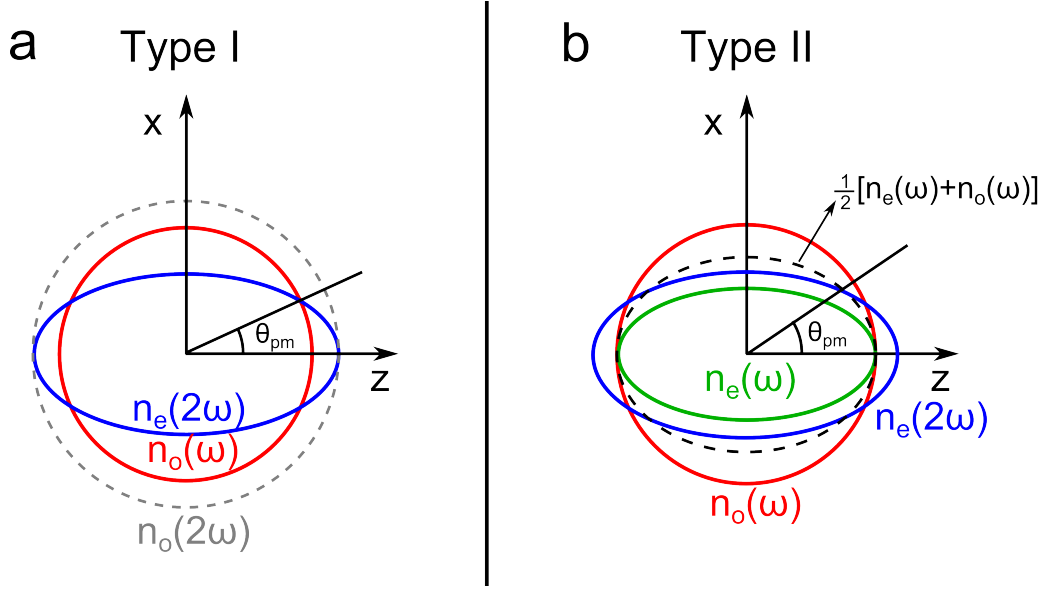 a
Type I
x
z
θpm
ne(2ω)
no(ω)
no(2ω)
b
Type II
x
½[ne(ω)+no(ω)]
θpm
z
ne(ω)
ne(2ω)
no(ω)